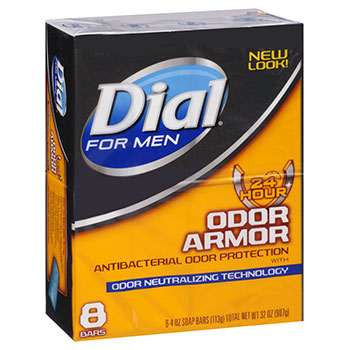 NEW
LOOK!
Dial
FOR MEN
24
HOUR
ODOR
ARMOR
ANTIBACTERIAL ODOR PROTECTION
WITH
ODOR NEUTRALIZING TECHNOLOGY
8
BARS
8-4 OZ SOAP BARS (113g) TOTAL NET WT 32 OZ (907g)